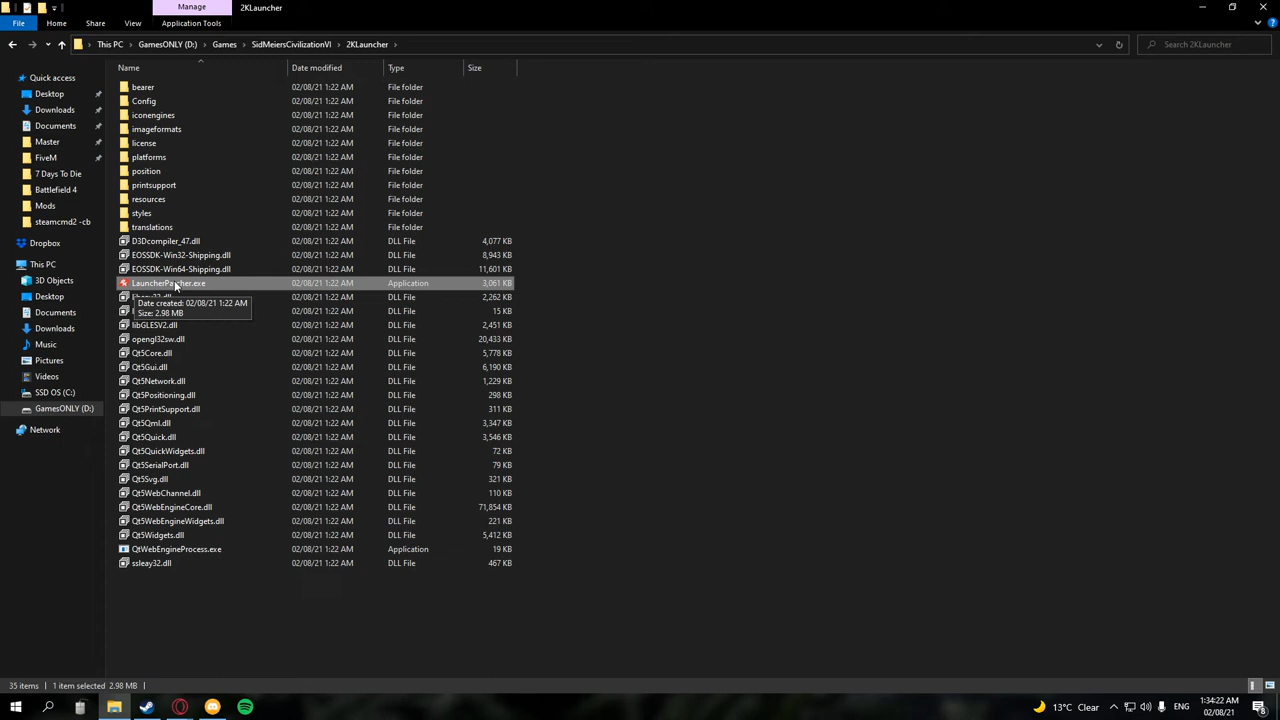 Manage
2KLauncher
File
Home
Share
View
Application Tools
This PC
GamesONLY (D:)
Games
SidMeiersCivilizationVI
2KLauncher
Search 2KLauncher
Name
Date modified
Type
Size
Quick access
Desktop
Downloads
Documents
Master
FiveM
7 Days To Die
Battlefield 4
Mods
steamcmd2 -cb
Dropbox
This PC
3D Objects
Desktop
Documents
Downloads
Music
Pictures
Videos
SSD OS (C:)
GamesONLY (D:)
Network
bearer 02/08/21 1:22 AM File folder
Config 02/08/21 1:22 AM File folder
iconengines 02/08/21 1:22 AM File folder
imageformats 02/08/21 1:22 AM File folder
license 02/08/21 1:22 AM File folder
platforms 02/08/21 1:22 AM File folder
position 02/08/21 1:22 AM File folder
printsupport 02/08/21 1:22 AM File folder
resources 02/08/21 1:22 AM File folder
styles 02/08/21 1:22 AM File folder
translations 02/08/21 1:22 AM File folder
D3Dcompiler_47.dll 02/08/21 1:22 AM DLL File 4,077 KB
EOSSDK-Win32-Shipping.dll 02/08/21 1:22 AM DLL File 8,943 KB
EOSSDK-Win64-Shipping.dll 02/08/21 1:22 AM DLL File 11,601 KB
LauncherPatcher.exe 02/08/21 1:22 AM Application 3,061 KB
02/08/21 1:22 AM DLL File 2,262 KB
Date created: 02/08/21 1:22 AM
Size: 2.98 MB
02/08/21 1:22 AM DLL File 15 KB
libGLESV2.dll 02/08/21 1:22 AM DLL File 2,451 KB
opengl32sw.dll 02/08/21 1:22 AM DLL File 20,433 KB
Qt5Core.dll 02/08/21 1:22 AM DLL File 5,778 KB
Qt5Gui.dll 02/08/21 1:22 AM DLL File 6,190 KB
Qt5Network.dll 02/08/21 1:22 AM DLL File 1,229 KB
Qt5Positioning.dll 02/08/21 1:22 AM DLL File 298 KB
Qt5PrintSupport.dll 02/08/21 1:22 AM DLL File 311 KB
Qt5Qml.dll 02/08/21 1:22 AM DLL File 3,347 KB
Qt5Quick.dll 02/08/21 1:22 AM DLL File 3,546 KB
Qt5QuickWidgets.dll 02/08/21 1:22 AM DLL File 72 KB
Qt5SerialPort.dll 02/08/21 1:22 AM DLL File 79 KB
Qt5Svg.dll 02/08/21 1:22 AM DLL File 321 KB
Qt5WebChannel.dll 02/08/21 1:22 AM DLL File 110 KB
Qt5WebEngineCore.dll 02/08/21 1:22 AM DLL File 71,854 KB
Qt5WebEngineWidgets.dll 02/08/21 1:22 AM DLL File 221 KB
Qt5Widgets.dll 02/08/21 1:22 AM DLL File 5,412 KB
QtWebEngineProcess.exe 02/08/21 1:22 AM Application 19 KB
ssleay32.dll 02/08/21 1:22 AM DLL File 467 KB
35 items
1 item selected 2.98 MB
13°C Clear
ENG
1:34:22 AM
02/08/21